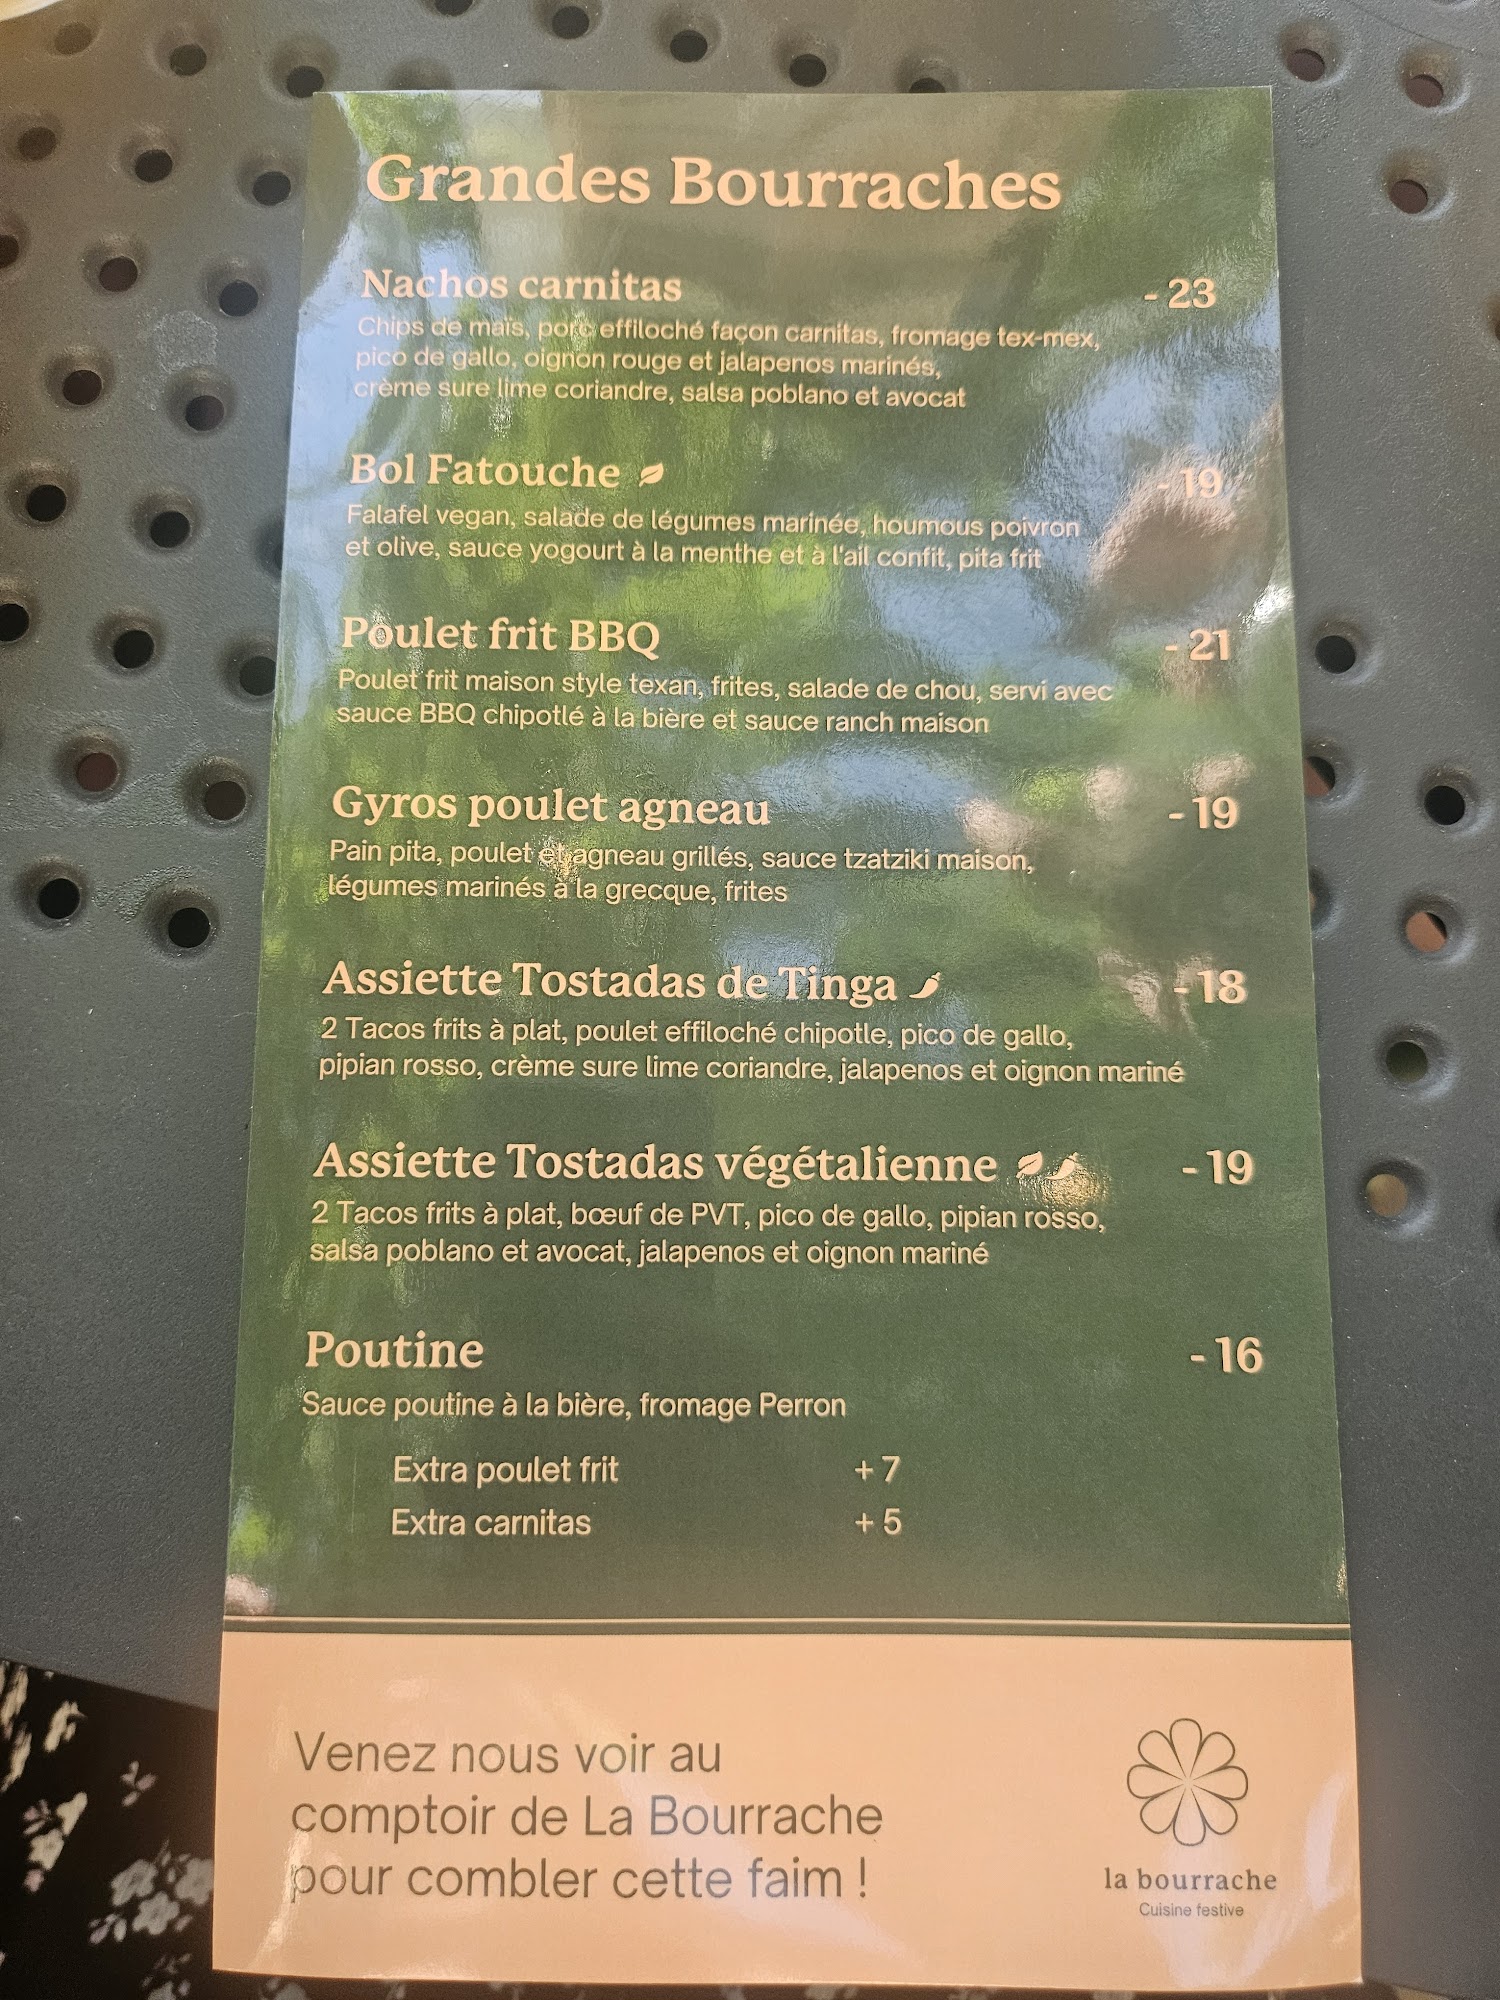 Grandes Bourraches
Nachos carnitas - 23
Chips de maïs, porc effiloché façon carnitas, fromage tex-mex,
pico de gallo, oignon rouge et jalapenos marinés,
crème sure lime coriandre, salsa poblano et avocat
Bol Fatouche - 19
Falafel vegan, salade de légumes marinée, houmous poivron
et olive, sauce yogourt à la menthe et à l'ail confit, pita frit
Poulet frit BBQ - 21
Poulet frit maison style texan, frites, salade de chou, servi avec
sauce BBQ chipotlé à la bière et sauce ranch maison
Gyros poulet agneau - 19
Pain pita, poulet et agneau grillés, sauce tzatziki maison,
légumes marinés à la grecque, frites
Assiette Tostadas de Tinga - 18
2 Tacos frits à plat, poulet effiloché chipotle, pico de gallo,
pipian rosso, crème sure lime coriandre, jalapenos et oignon mariné
Assiette Tostadas végétalienne - 19
2 Tacos frits à plat, bœuf de PVT, pico de gallo, pipian rosso,
salsa poblano et avocat, jalapenos et oignon mariné
Poutine - 16
Sauce poutine à la bière, fromage Perron
Extra poulet frit + 7
Extra carnitas + 5
Venez nous voir au
comptoir de La Bourrache
pour combler cette faim !
la bourrache
Cuisine festive